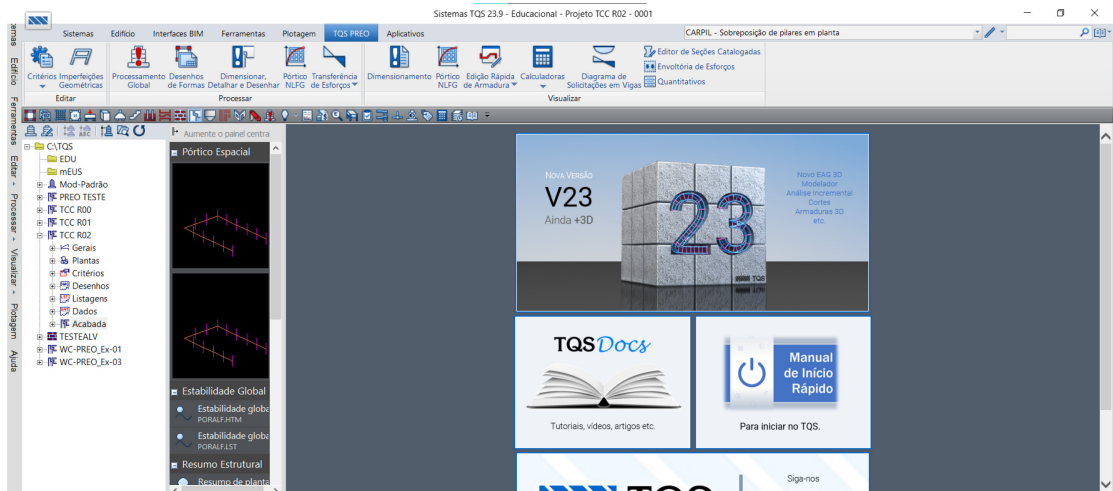 Sistemas TQS 23.9 - Educacional - Projeto TCC R02 - 0001
Sistemas Edifício Interfaces BIM Ferramentas Plotagem TQS PREO Aplicativos
CARPIL - Sobreposição de pilares em planta
Critérios
Imperfeições Geométricas
Editar
Processamento Global
Desenhos de Formas
Dimensionar, Detalhar e Desenhar
Pórtico NLFG
Transferência de Esforços
Processar
Dimensionamento
Pórtico NLFG
Edição Rápida de Armadura
Calculadoras
Diagrama de Solicitações em Vigas
Editor de Seções Catalogadas
Envoltória de Esforços
Quantitativos
Visualizar
Edifício
Ferramentas
Editar
Processar
Visualizar
Plotagem
Ajuda
C:\TQS
EDU
mEUS
Mod-Padrão
PREO TESTE
TCC R00
TCC R01
TCC R02
Gerais
Plantas
Critérios
Desenhos
Listagens
Dados
Acabada
TESTEALV
WC-PREO_Ex-01
WC-PREO_Ex-03
Aumente o painel centra
Pórtico Espacial
Estabilidade Global
Estabilidade globa
PORALF.HTM
Estabilidade globa
PORALF.LST
Resumo Estrutural
Resumo de planta
Nova Versão
V23
Ainda +3D
23
TQS
Novo EAG 3D
Modelador
Análise Incremental
Cortes
Armaduras 3D
etc.
TQSDocs
Tutoriais, vídeos, artigos etc.
Manual
de Início
Rápido
Para iniciar no TQS.
TQS
Siga-nos